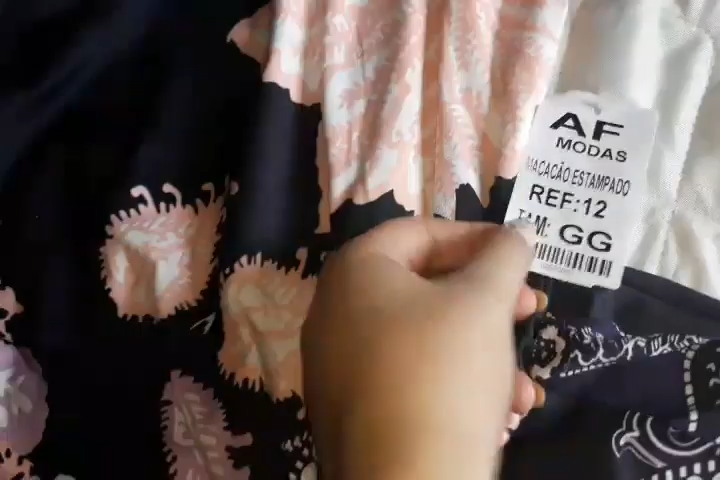 AF
MODAS
MACACÃO ESTAMPADO
REF:12
TAM: GG